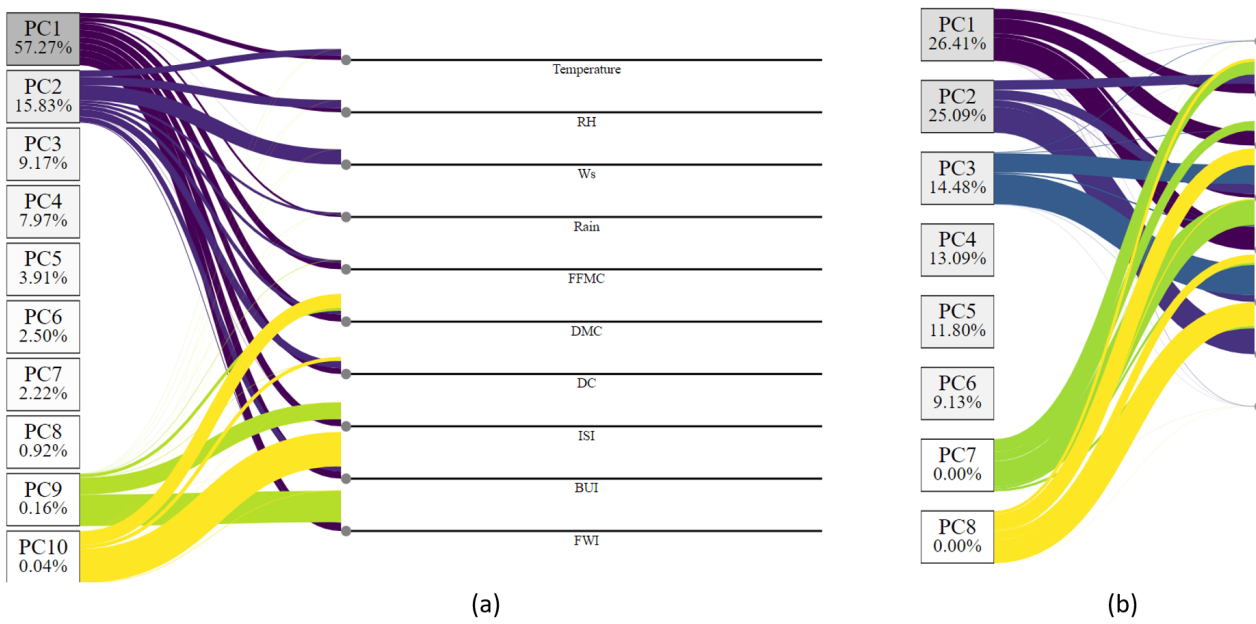 PC1
57.27%
PC2
15.83%
PC3
9.17%
PC4
7.97%
PC5
3.91%
PC6
2.50%
PC7
2.22%
PC8
0.92%
PC9
0.16%
PC10
0.04%
Temperature
RH
Ws
Rain
FFMC
DMC
DC
ISI
BUI
FWI
(a)
PC1
26.41%
PC2
25.09%
PC3
14.48%
PC4
13.09%
PC5
11.80%
PC6
9.13%
PC7
0.00%
PC8
0.00%
(b)